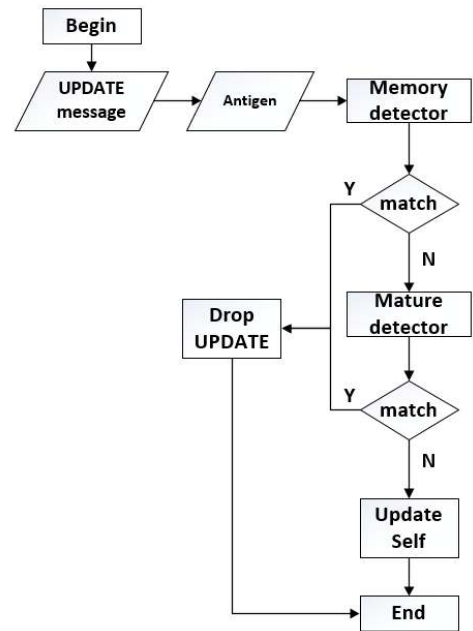 Begin
UPDATE
message
Antigen
Memory
detector
Y
match
N
Mature
detector
Drop
UPDATE
Y
match
N
Update
Self
End